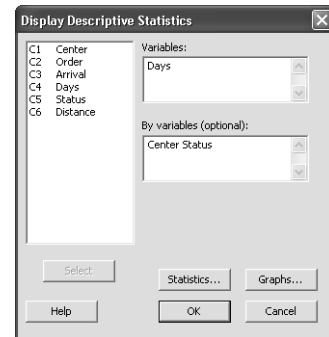 Display Descriptive Statistics
C1 Center
C2 Order
C3 Arrival
C4 Days
C5 Status
C6 Distance
Variables:
Days
By variables (optional):
Center Status
Select
Statistics...
Graphs...
Help
OK
Cancel